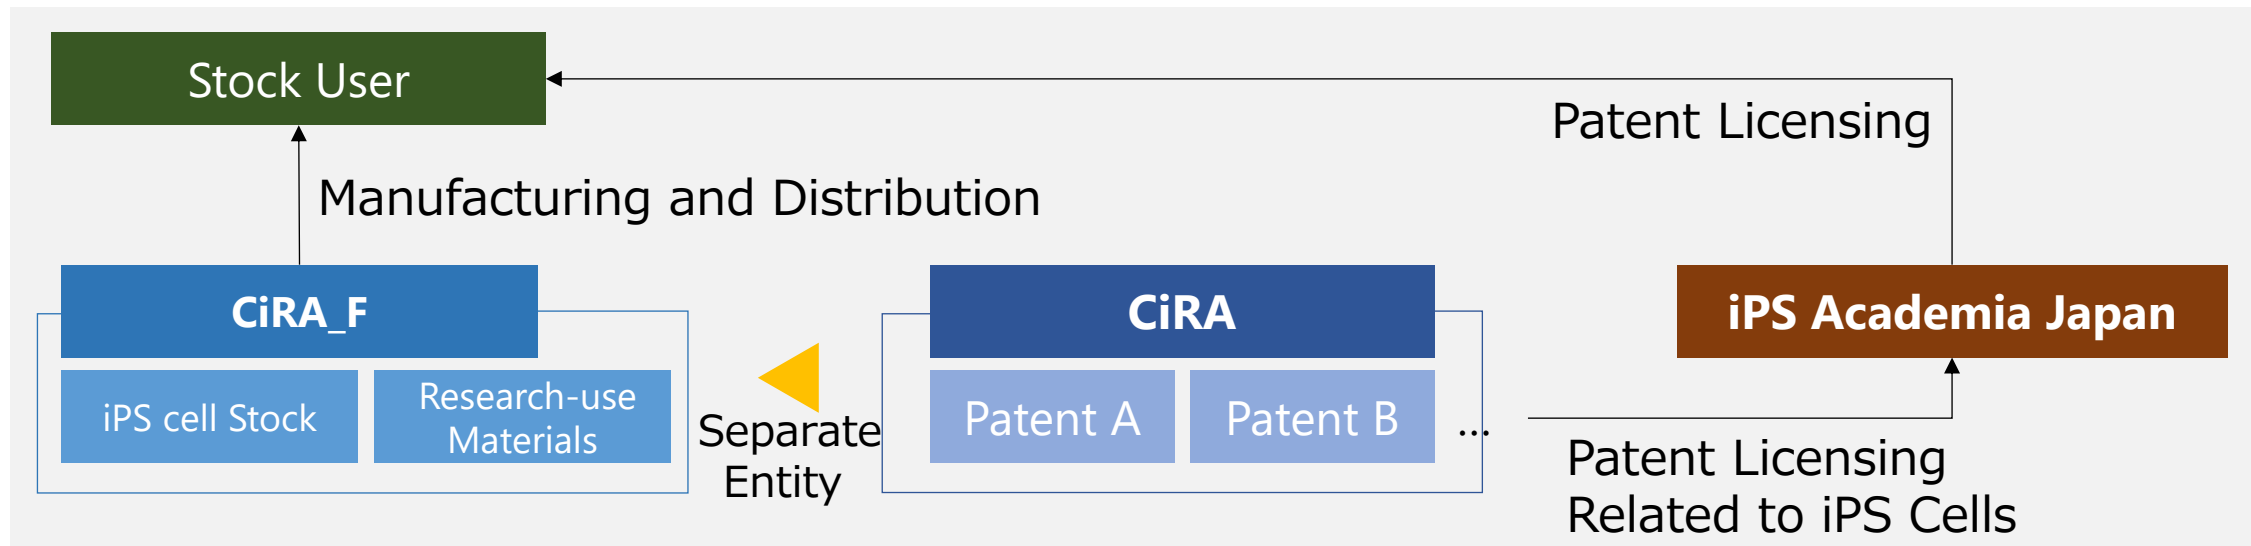 Stock User
Patent Licensing
Manufacturing and Distribution
CiRA_F
iPS cell Stock
Research-use
Materials
Separate
Entity
CiRA
Patent A
Patent B
...
iPS Academia Japan
Patent Licensing
Related to iPS Cells